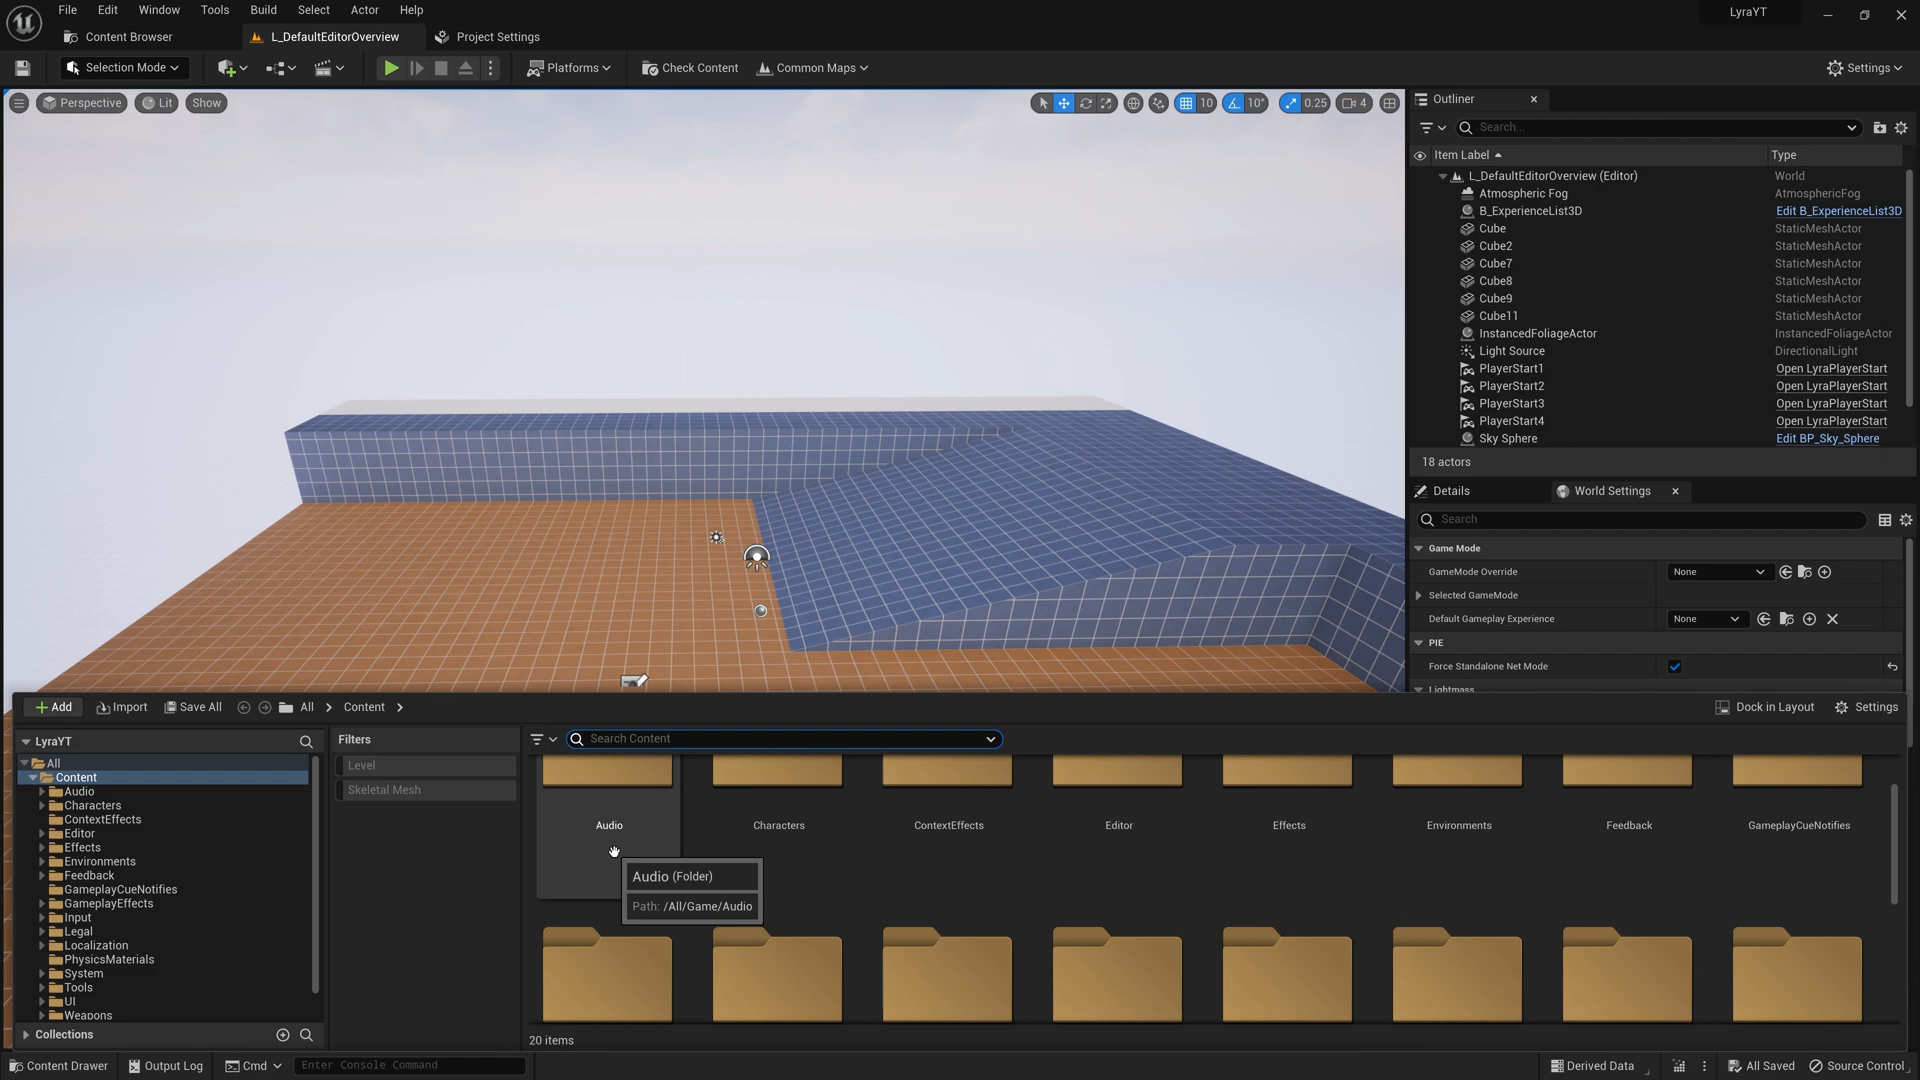 File Edit Window Tools Build Select Actor Help
LyraYT
Content Browser
L_DefaultEditorOverview
Project Settings
Selection Mode
Platforms
Check Content
Common Maps
Settings
Perspective
Lit
Show
10
10°
0.25
4
Outliner
Search...
Item Label
Type
L_DefaultEditorOverview (Editor) World
Atmospheric Fog AtmosphericFog
B_ExperienceList3D Edit B_ExperienceList3D
Cube StaticMeshActor
Cube2 StaticMeshActor
Cube7 StaticMeshActor
Cube8 StaticMeshActor
Cube9 StaticMeshActor
Cube11 StaticMeshActor
InstancedFoliageActor InstancedFoliageActor
Light Source DirectionalLight
PlayerStart1 Open LyraPlayerStart
PlayerStart2 Open LyraPlayerStart
PlayerStart3 Open LyraPlayerStart
PlayerStart4 Open LyraPlayerStart
Sky Sphere Edit BP_Sky_Sphere
18 actors
Details
World Settings
Search
Game Mode
GameMode Override None
Selected GameMode
Default Gameplay Experience None
PIE
Force Standalone Net Mode
Lightmass
Add
Import
Save All
All
Content
Dock in Layout
Settings
LyraYT
All
Content
Audio
Characters
ContextEffects
Editor
Effects
Environments
Feedback
GameplayCueNotifies
GameplayEffects
Input
Legal
Localization
PhysicsMaterials
System
Tools
UI
Weapons
Collections
Filters
Level
Skeletal Mesh
Search Content
Audio
Characters
ContextEffects
Editor
Effects
Environments
Feedback
GameplayCueNotifies
Audio (Folder)
Path: /All/Game/Audio
20 items
Content Drawer
Output Log
Cmd
Enter Console Command
Derived Data
All Saved
Source Control